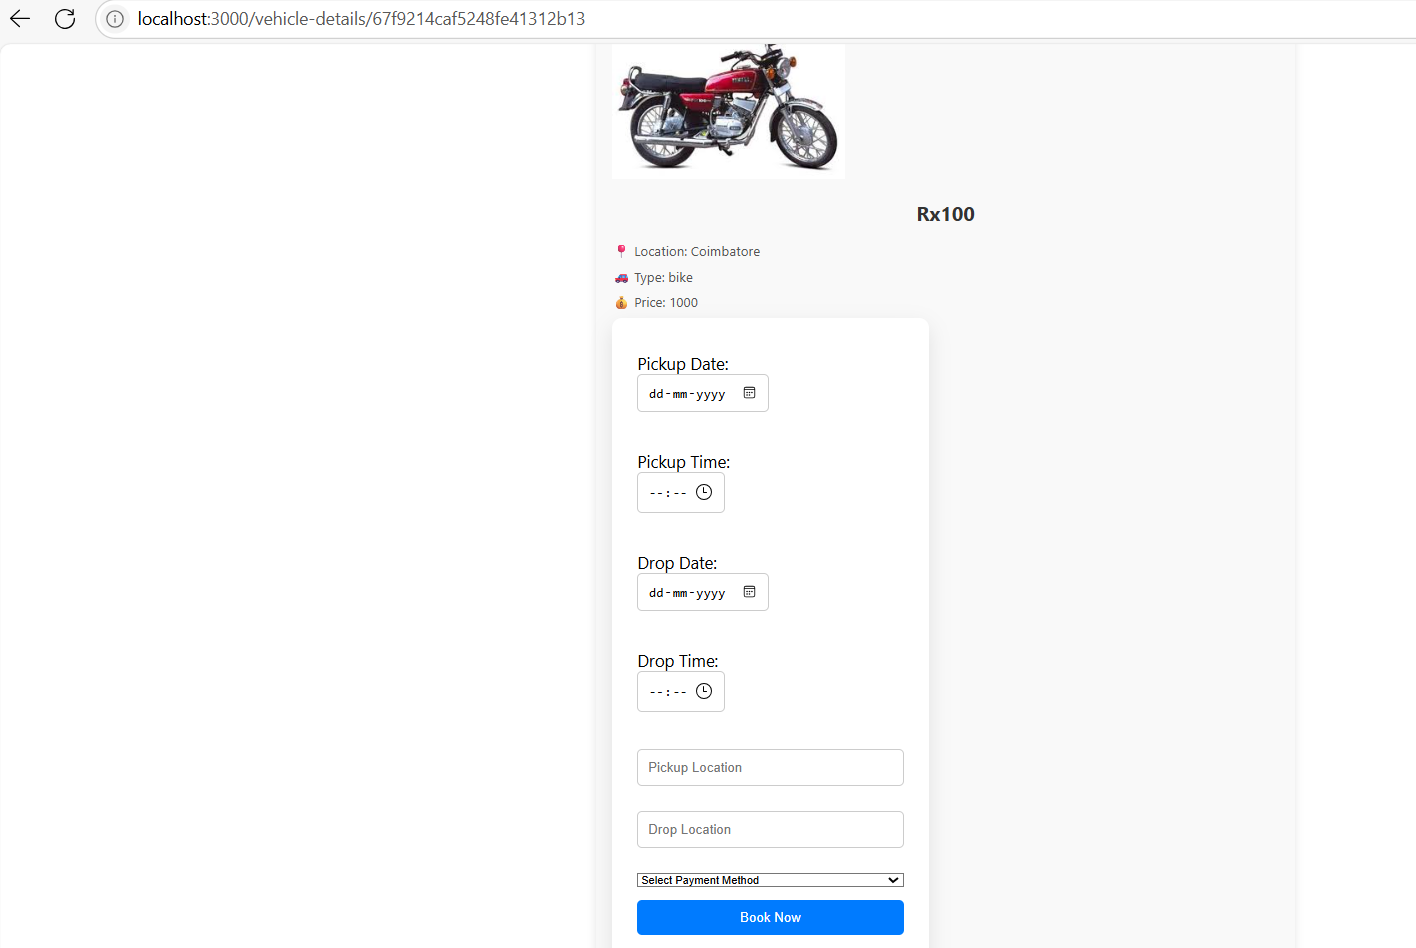 localhost:3000/vehicle-details/67f9214caf5248fe41312b13
Rx100
📍 Location: Coimbatore
🚗 Type: bike
💰 Price: 1000
Pickup Date:
dd-mm-yyyy
Pickup Time:
--:--
Drop Date:
dd-mm-yyyy
Drop Time:
--:--
Pickup Location
Drop Location
Select Payment Method
Book Now